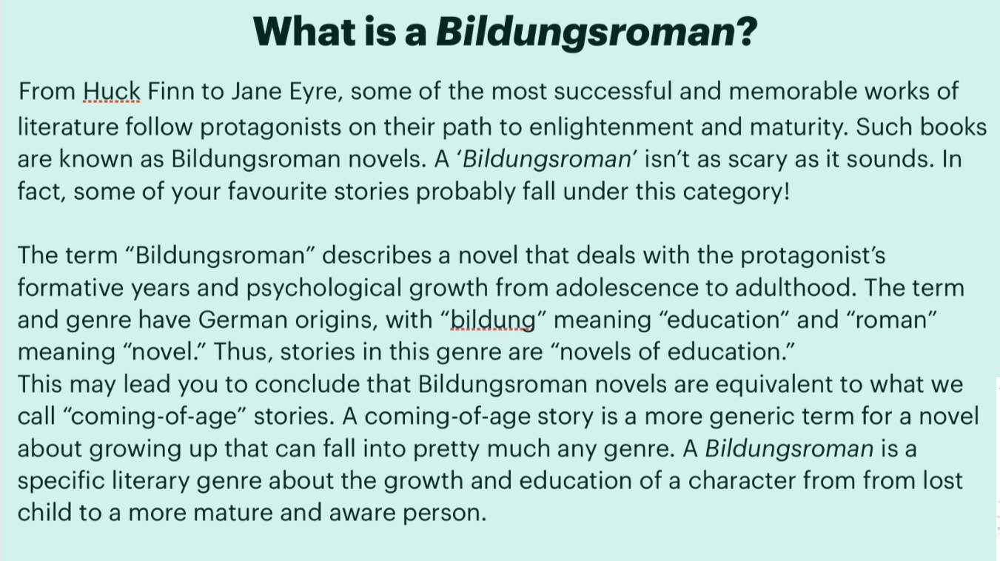 What is a Bildungsroman?
From Huck Finn to Jane Eyre, some of the most successful and memorable works of
literature follow protagonists on their path to enlightenment and maturity. Such books
are known as Bildungsroman novels. A ‘Bildungsroman’ isn’t as scary as it sounds. In
fact, some of your favourite stories probably fall under this category!
The term “Bildungsroman” describes a novel that deals with the protagonist’s
formative years and psychological growth from adolescence to adulthood. The term
and genre have German origins, with “bildung” meaning “education” and “roman”
meaning “novel.” Thus, stories in this genre are “novels of education.”
This may lead you to conclude that Bildungsroman novels are equivalent to what we
call “coming-of-age” stories. A coming-of-age story is a more generic term for a novel
about growing up that can fall into pretty much any genre. A Bildungsroman is a
specific literary genre about the growth and education of a character from from lost
child to a more mature and aware person.